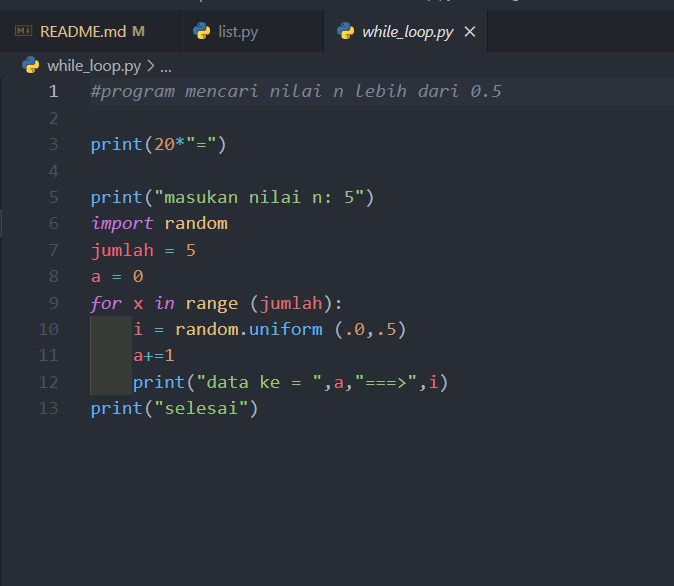 README.md M list.py while_loop.py ×
while_loop.py > ...
1 #program mencari nilai n lebih dari 0.5
2
3 print(20*"=")
4
5 print("masukan nilai n: 5")
6 import random
7 jumlah = 5
8 a = 0
9 for x in range (jumlah):
10 i = random.uniform (.0,.5)
11 a+=1
12 print("data ke = ",a,"===>",i)
13 print("selesai")